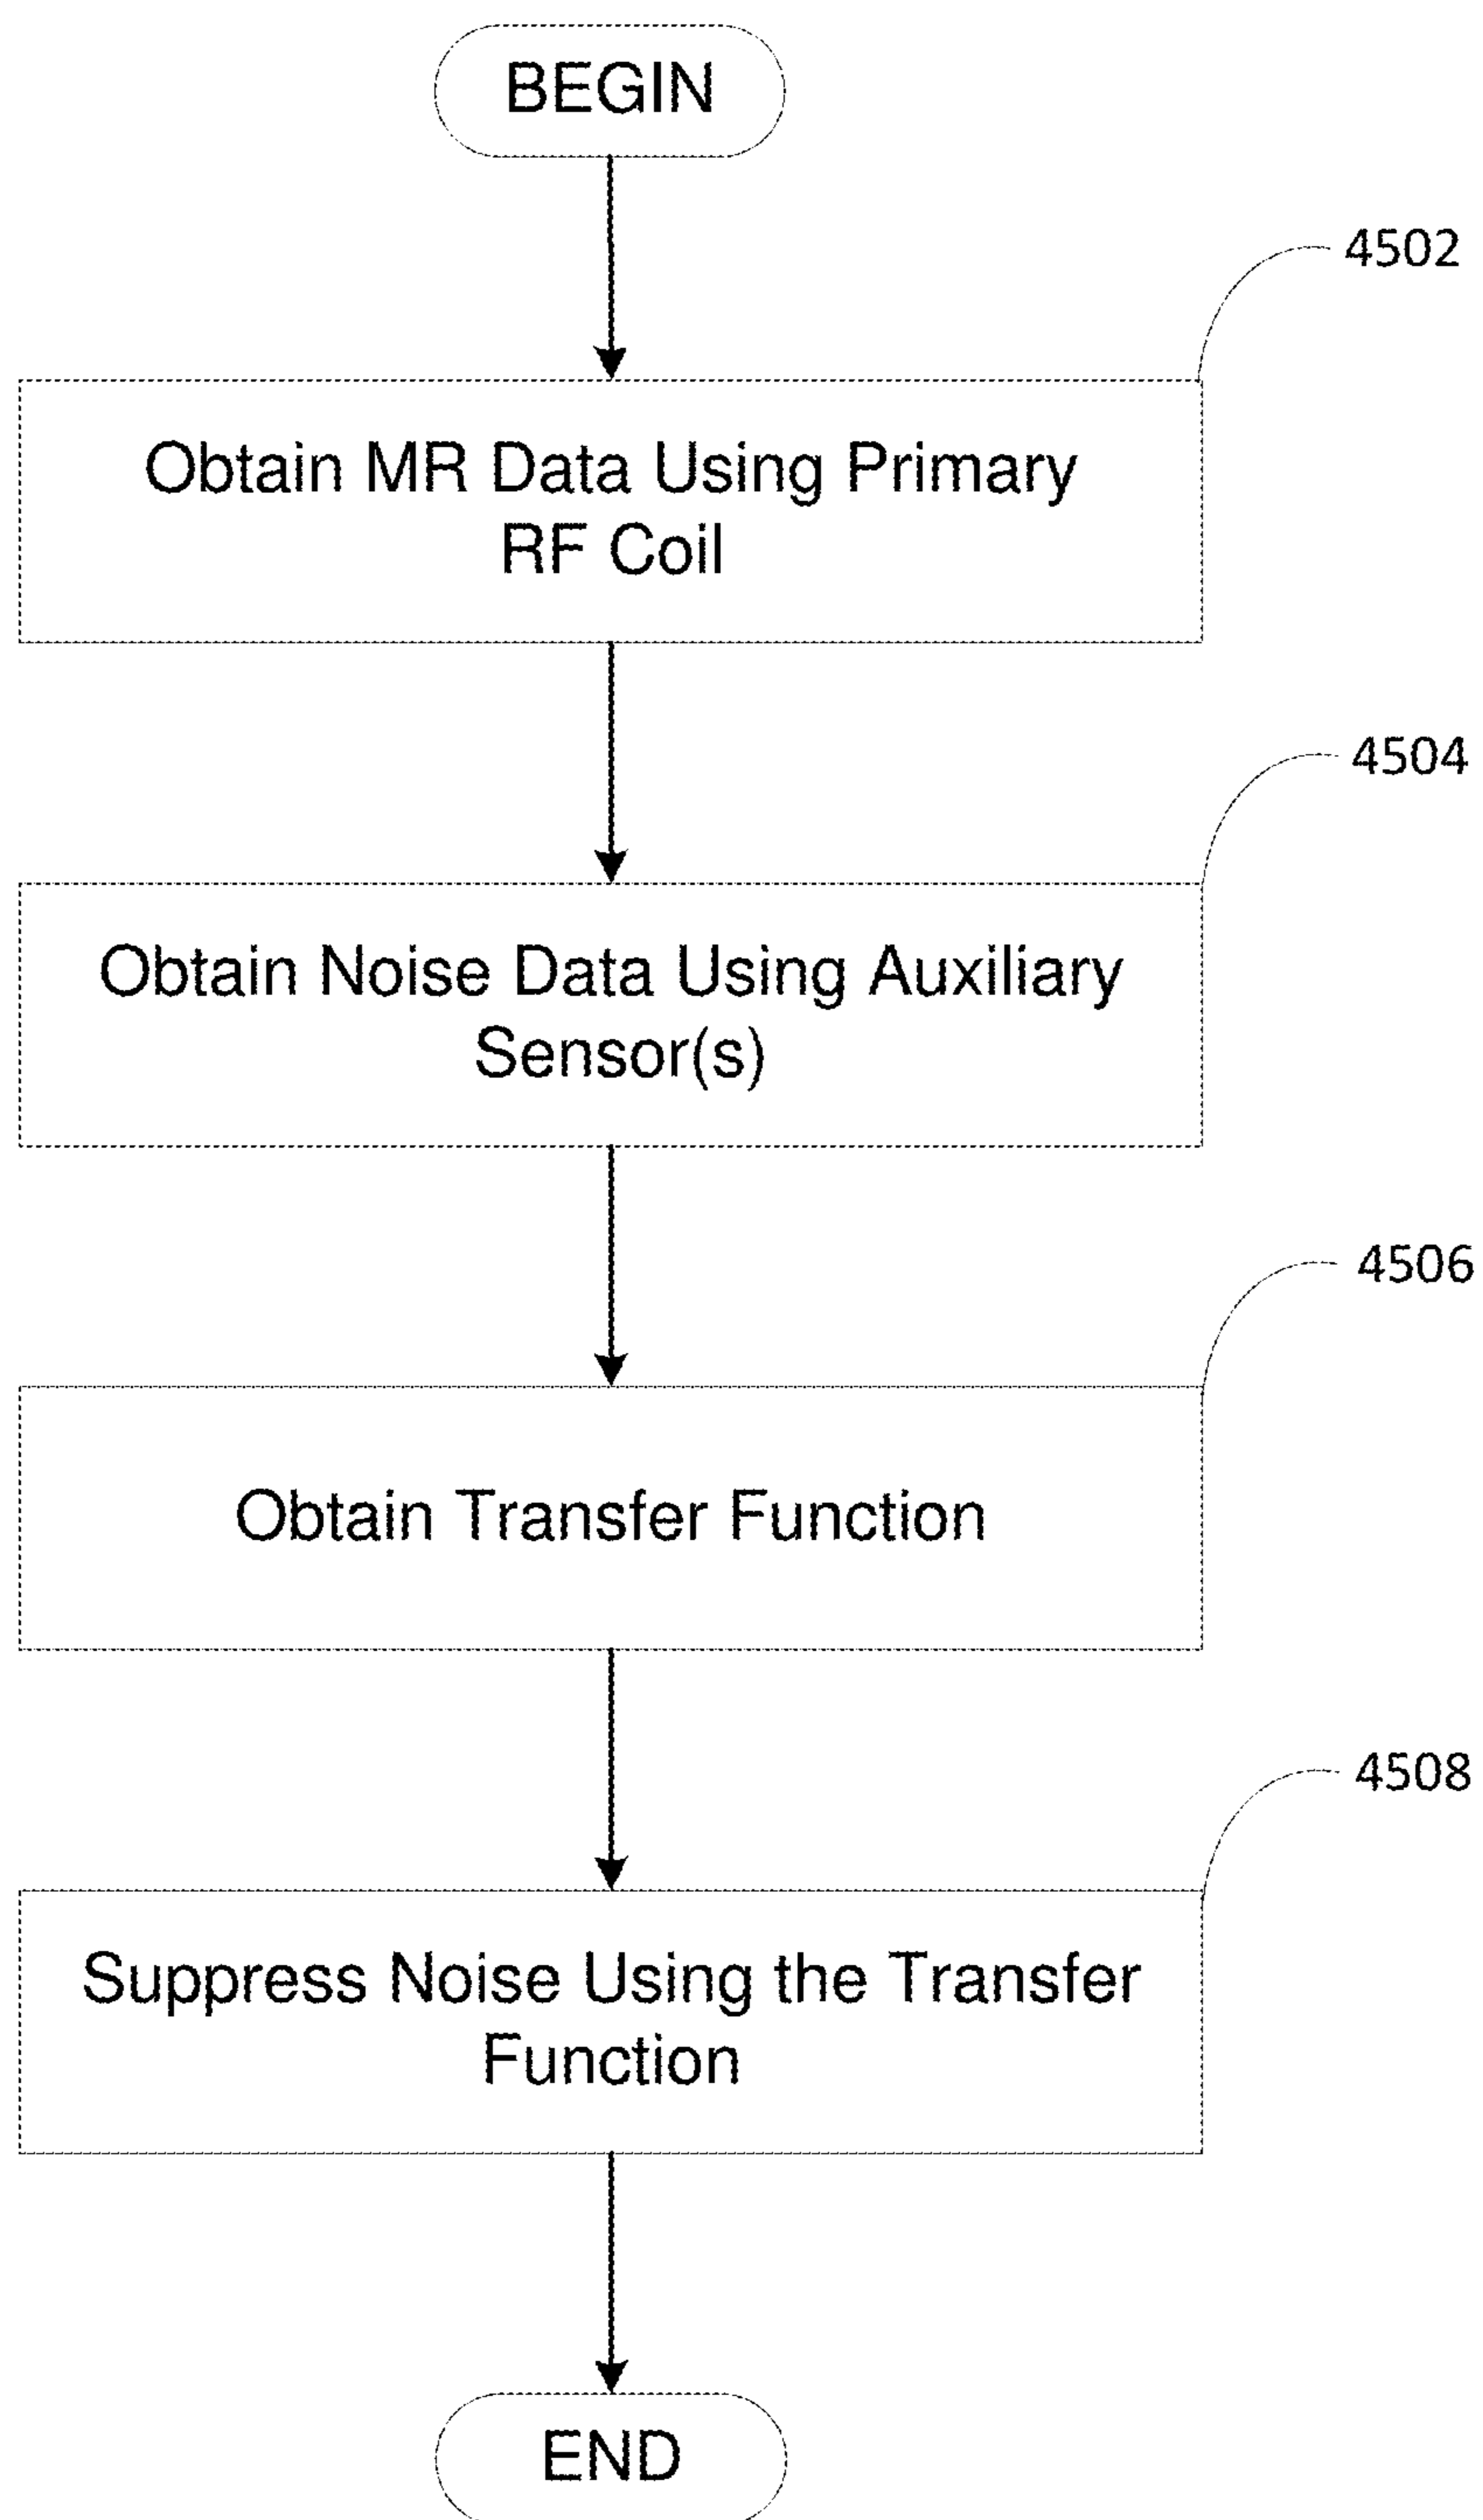 BEGIN
4502
Obtain MR Data Using Primary
RF Coil
4504
Obtain Noise Data Using Auxiliary
Sensor(s)
4506
Obtain Transfer Function
4508
Suppress Noise Using the Transfer
Function
END